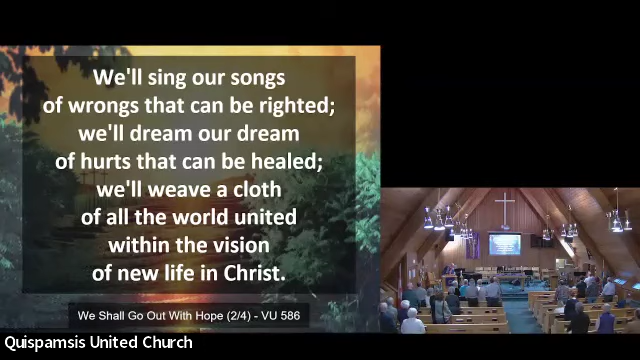 We'll sing our songs
of wrongs that can be righted;
we'll dream our dream
of hurts that can be healed;
we'll weave a cloth
of all the world united
within the vision
of new life in Christ.
We Shall Go Out With Hope (2/4) - VU 586
Quispamsis United Church